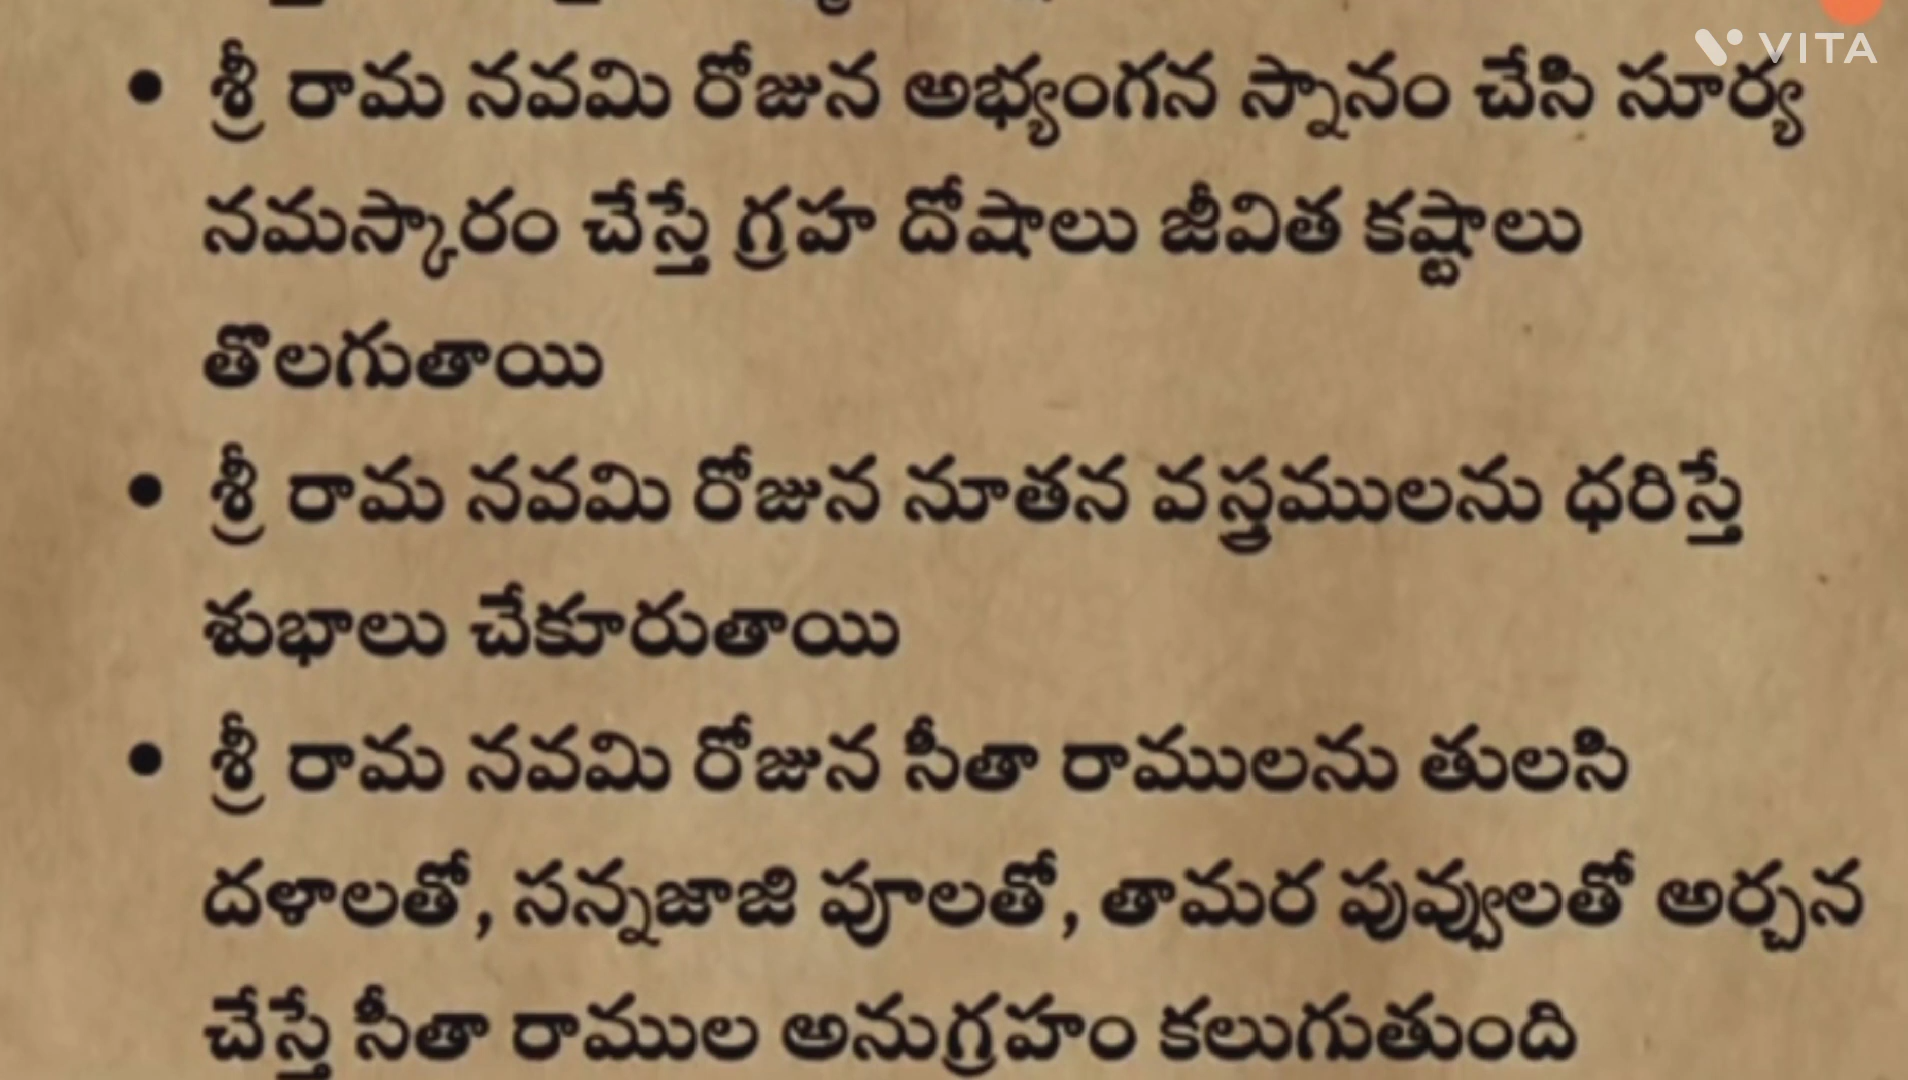 VITA
• శ్రీ రామ నవమి రోజున అభ్యంగన స్నానం చేసి సూర్య
నమస్కారం చేస్తే గ్రహ దోషాలు జీవిత కష్టాలు
తొలగుతాయి
• శ్రీ రామ నవమి రోజున నూతన వస్త్రములను ధరిస్తే
శుభాలు చేకూరుతాయి
• శ్రీ రామ నవమి రోజున సీతా రాములను తులసి
దళాలతో, సన్నజాజి పూలతో, తామర పువ్వులతో అర్చన
చేస్తే సీతా రాముల అనుగ్రహం కలుగుతుంది